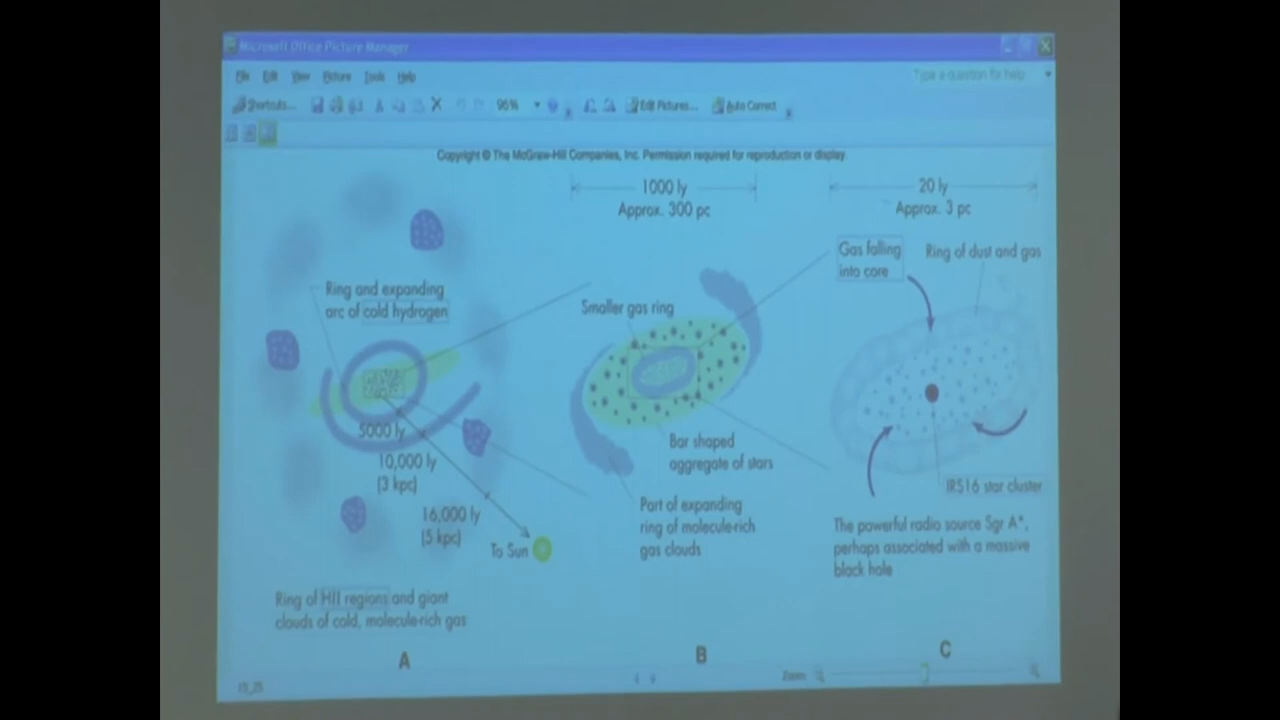 Microsoft Office Picture Manager
File Edit View Picture Tools Help
Type a question for help
Shortcuts... 96% Edit Pictures... Auto Correct
Copyright © The McGraw-Hill Companies, Inc. Permission required for reproduction or display.
1000 ly
Approx. 300 pc
20 ly
Approx. 3 pc
Ring and expanding
arc of cold hydrogen
5000 ly
10,000 ly
(3 kpc)
16,000 ly
(5 kpc)
To Sun
Ring of HII regions and giant
clouds of cold, molecule-rich gas
A
Smaller gas ring
Bar shaped
aggregate of stars
Part of expanding
ring of molecule-rich
gas clouds
B
Gas falling
into core
Ring of dust and gas
IRS16 star cluster
The powerful radio source Sgr A*,
perhaps associated with a massive
black hole
C
15_25
Zoom: